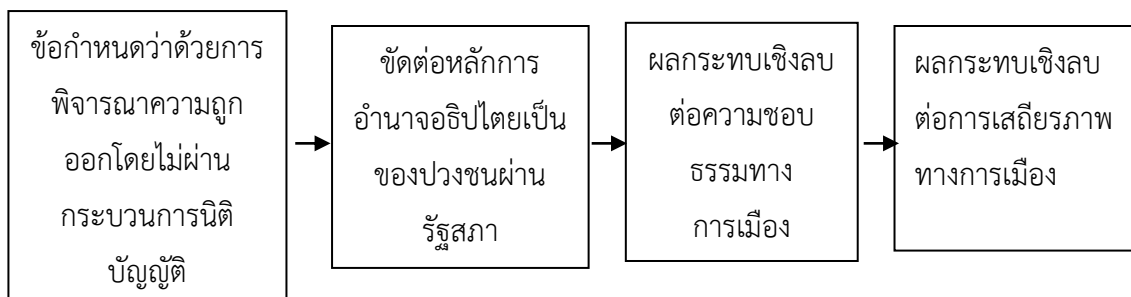 ข้อกำหนดว่าด้วยการ
พิจารณาความถูก
ออกโดยไม่ผ่าน
กระบวนการนิติ
บัญญัติ
ขัดต่อหลักการ
อำนาจอธิปไตยเป็น
ของปวงชนผ่าน
รัฐสภา
ผลกระทบเชิงลบ
ต่อความชอบ
ธรรมทาง
การเมือง
ผลกระทบเชิงลบ
ต่อการเสถียรภาพ
ทางการเมือง